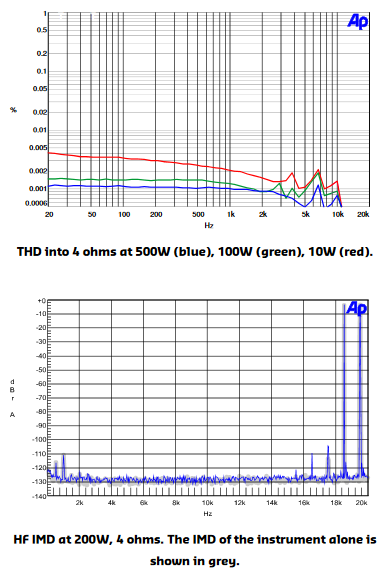 Ap
1
0.5
0.2
0.1
0.05
%
0.02
0.01
0.005
0.002
0.001
0.0006
20 50 100 200 500 1k 2k 5k 10k 20k
Hz
THD into 4 ohms at 500W (blue), 100W (green), 10W (red).
Ap
+0
-10
-20
-30
-40
-50
d
-60
B
r
-70
A
-80
-90
-100
-110
-120
-130
-140
2k 4k 6k 8k 10k 12k 14k 16k 18k 20k
Hz
HF IMD at 200W, 4 ohms. The IMD of the instrument alone is
shown in grey.